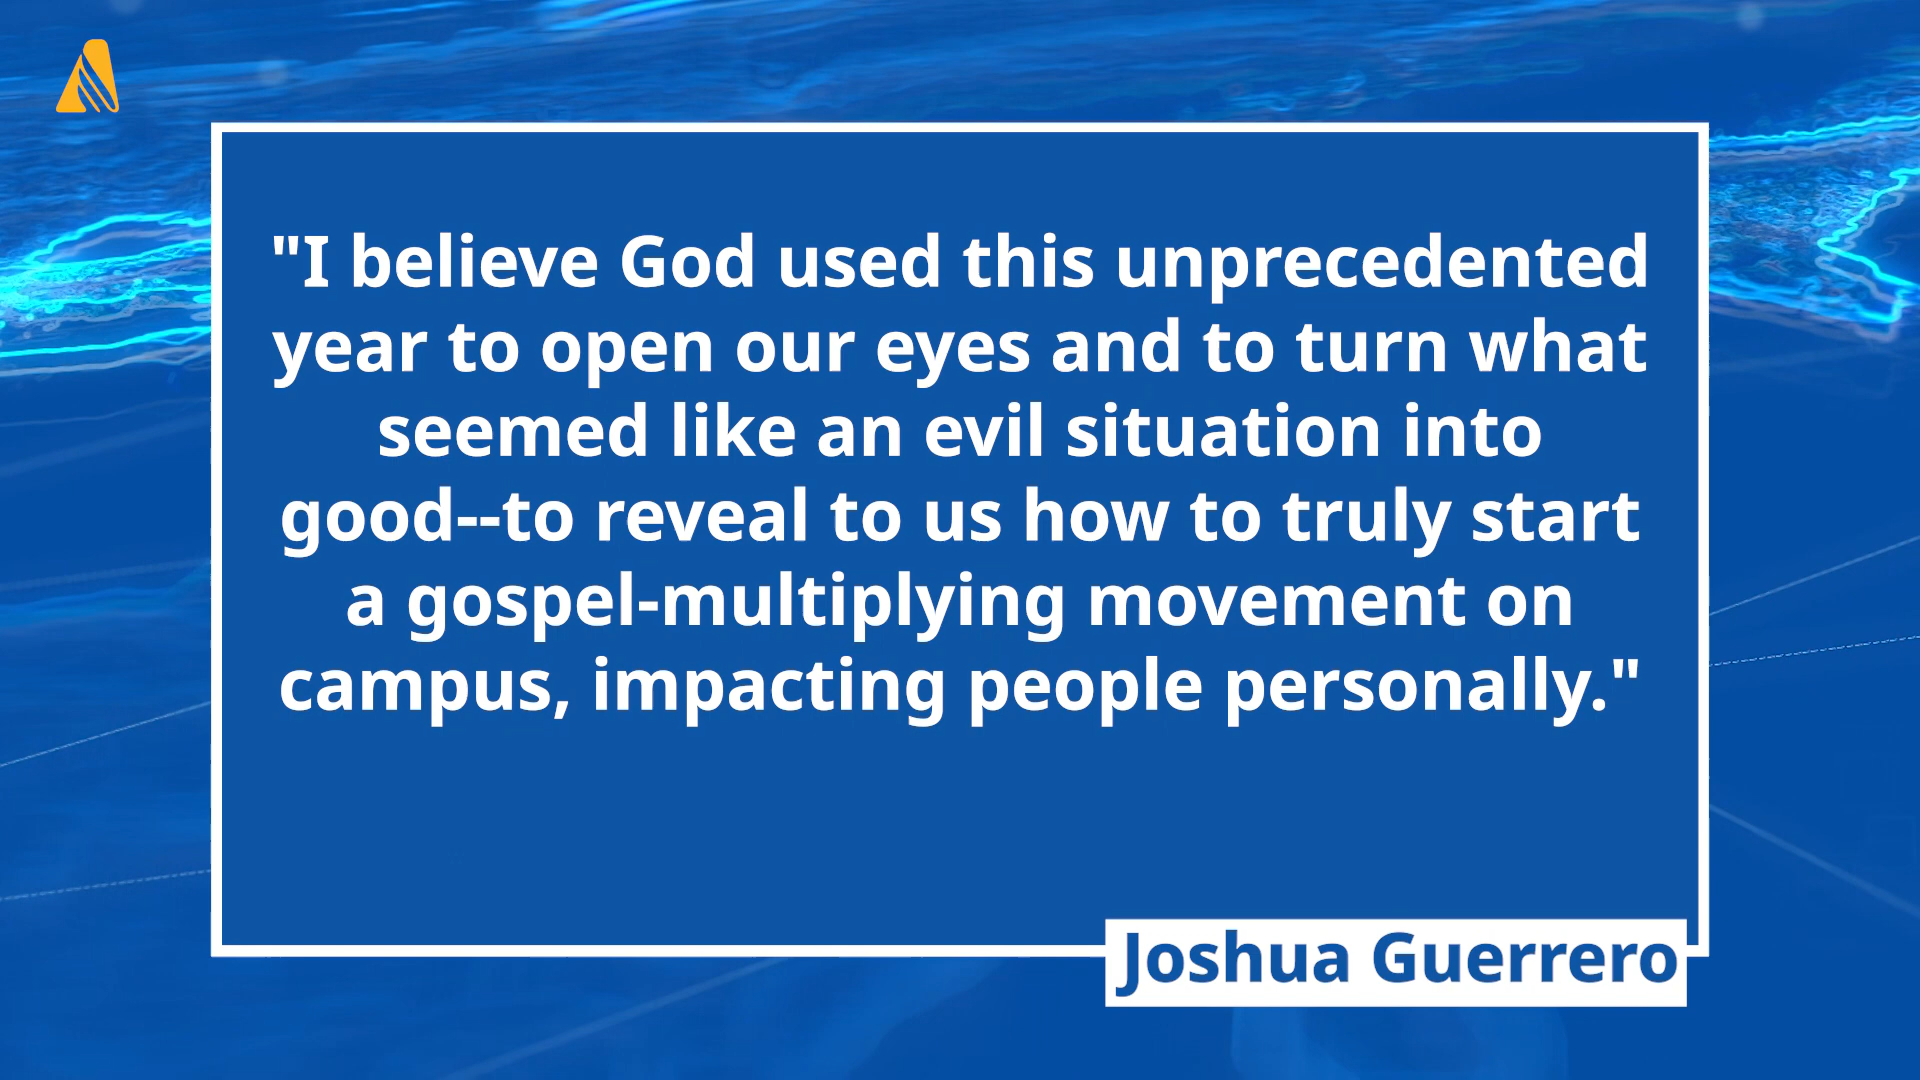 "I believe God used this unprecedented
year to open our eyes and to turn what
seemed like an evil situation into
good--to reveal to us how to truly start
a gospel-multiplying movement on
campus, impacting people personally."
Joshua Guerrero